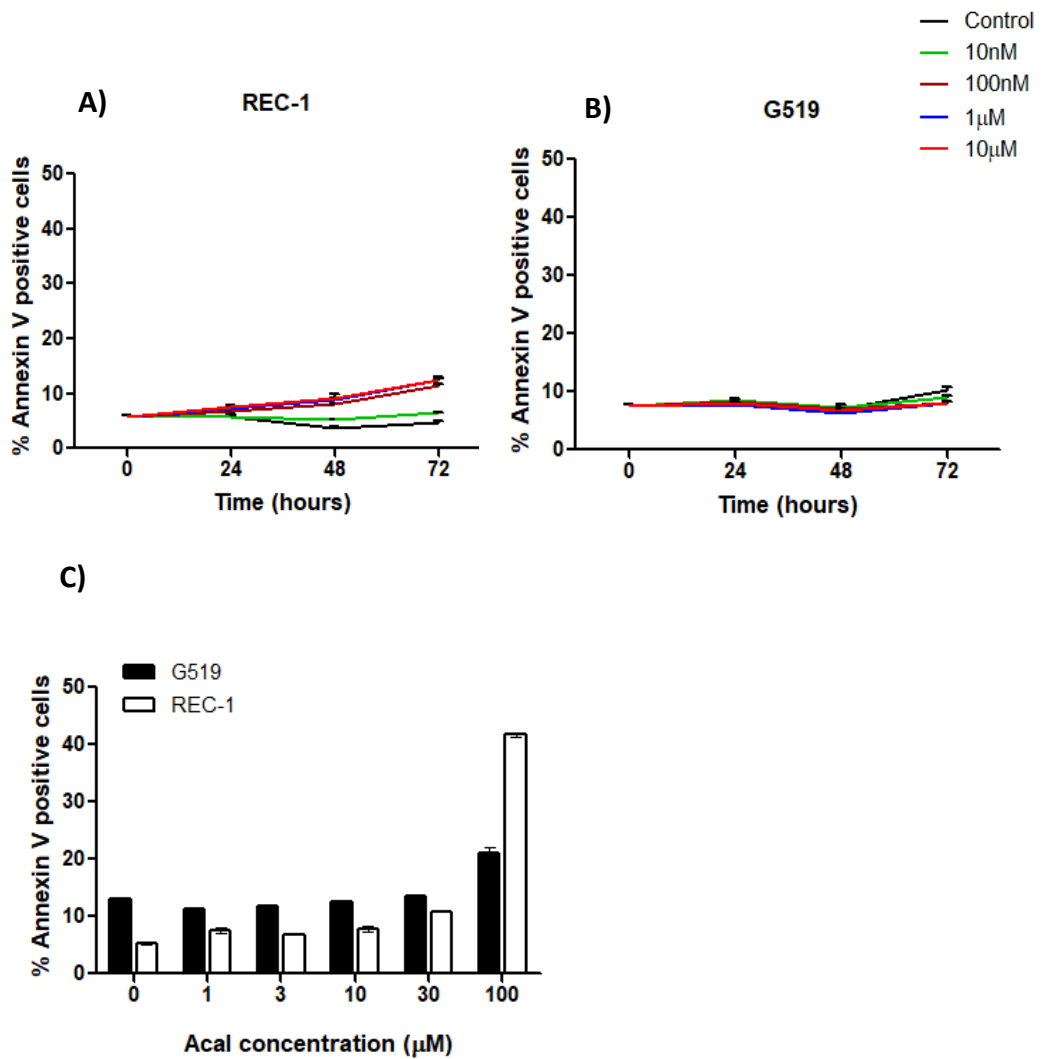 Control
10nM
100nM
1μM
10μM
A)
REC-1
% Annexin V positive cells
50
40
30
20
10
0
0 24 48 72
Time (hours)
B)
G519
% Annexin V positive cells
50
40
30
20
10
0
0 24 48 72
Time (hours)
C)
G519
REC-1
% Annexin V positive cells
50
40
30
20
10
0
0 1 3 10 30 100
Acal concentration (μM)